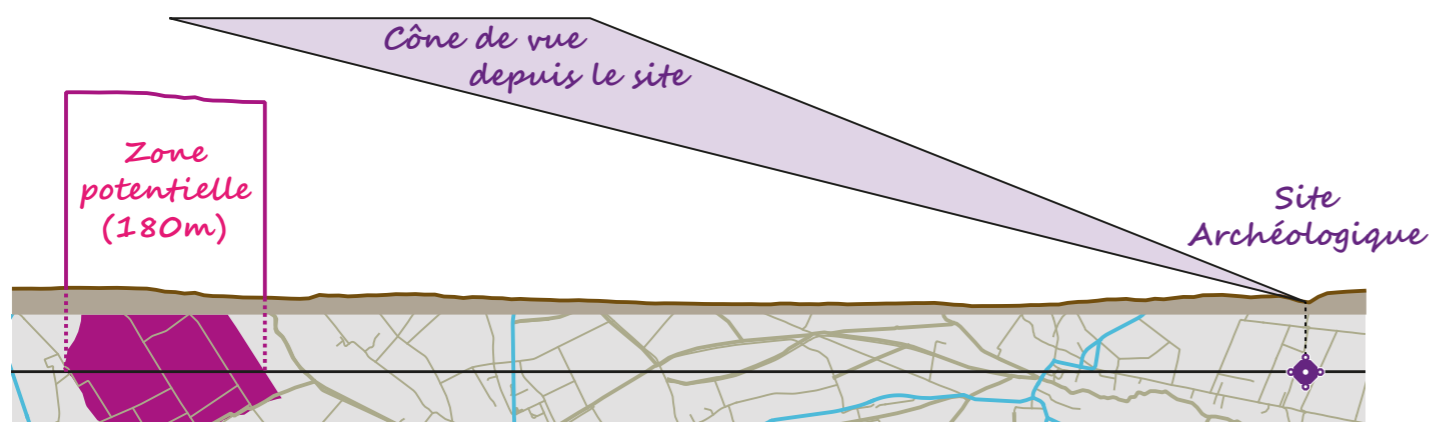 Cône de vue
depuis le site
Zone
potentielle
(180m)
Site
Archéologique